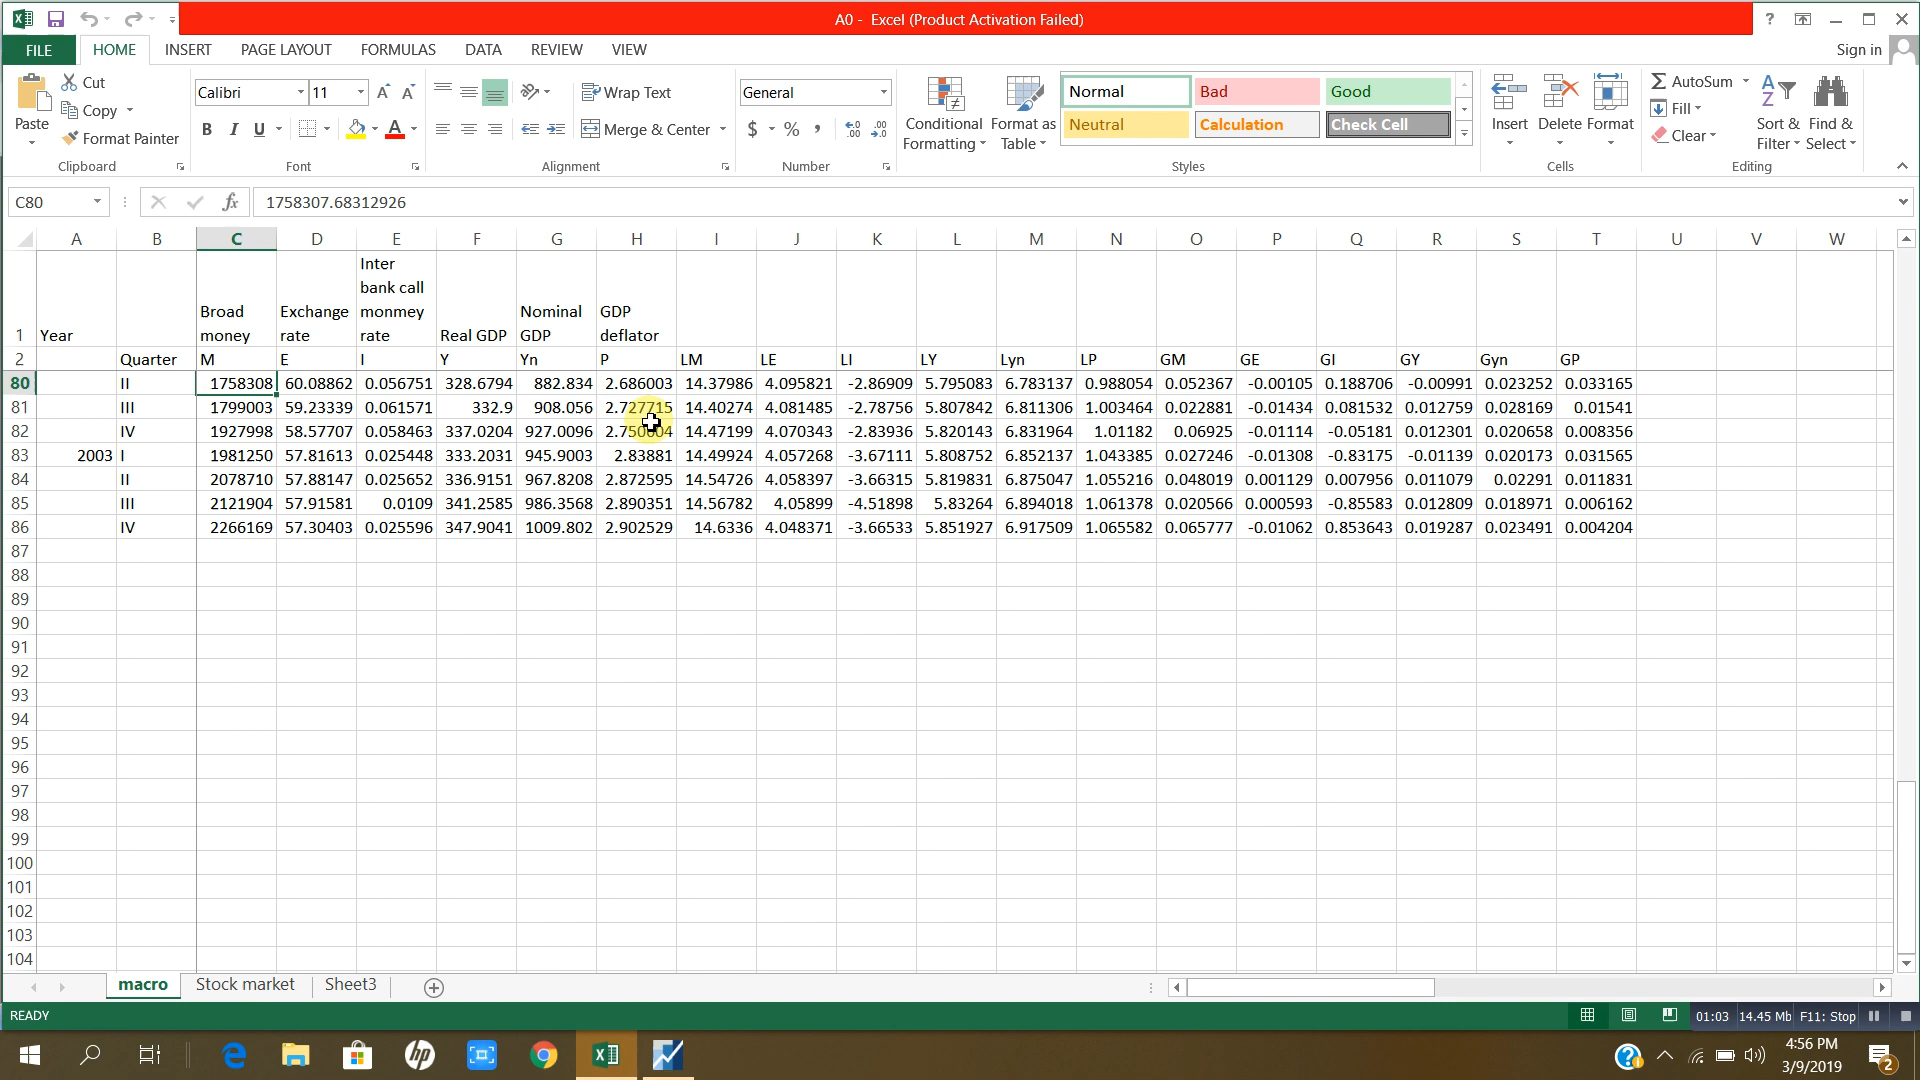 A0 - Excel (Product Activation Failed)
FILE HOME INSERT PAGE LAYOUT FORMULAS DATA REVIEW VIEW Sign in
Cut
Copy
Format Painter
Paste
Clipboard
Calibri 11
B I U
Font
Wrap Text
Merge & Center
Alignment
General
$ % ,
Number
Conditional Formatting
Format as Table
Normal Bad Good
Neutral Calculation Check Cell
Styles
Insert Delete Format
Cells
AutoSum
Fill
Clear
Sort & Filter
Find & Select
Editing
C80 fx 1758307.68312926
A B C D E F G H I J K L M N O P Q R S T U V W
1 Year Broad money Exchange rate Inter bank call monmey rate Real GDP Nominal GDP GDP deflator
2 Quarter M E I Y Yn P LM LE LI LY Lyn LP GM GE GI GY Gyn GP
80 II 1758308 60.08862 0.056751 328.6794 882.834 2.686003 14.37986 4.095821 -2.86909 5.795083 6.783137 0.988054 0.052367 -0.00105 0.188706 -0.00991 0.023252 0.033165
81 III 1799003 59.23339 0.061571 332.9 908.056 2.727715 14.40274 4.081485 -2.78756 5.807842 6.811306 1.003464 0.022881 -0.01434 0.081532 0.012759 0.028169 0.01541
82 IV 1927998 58.57707 0.058463 337.0204 927.0096 14.47199 4.070343 -2.83936 5.820143 6.831964 1.01182 0.06925 -0.01114 -0.05181 0.012301 0.020658 0.008356
83 2003 I 1981250 57.81613 0.025448 333.2031 945.9003 2.83881 14.49924 4.057268 -3.67111 5.808752 6.852137 1.043385 0.027246 -0.01308 -0.83175 -0.01139 0.020173 0.031565
84 II 2078710 57.88147 0.025652 336.9151 967.8208 2.872595 14.54726 4.058397 -3.66315 5.819831 6.875047 1.055216 0.048019 0.001129 0.007956 0.011079 0.02291 0.011831
85 III 2121904 57.91581 0.0109 341.2585 986.3568 2.890351 14.56782 4.05899 -4.51898 5.83264 6.894018 1.061378 0.020566 0.000593 -0.85583 0.012809 0.018971 0.006162
86 IV 2266169 57.30403 0.025596 347.9041 1009.802 2.902529 14.6336 4.048371 -3.66533 5.851927 6.917509 1.065582 0.065777 -0.01062 0.853643 0.019287 0.023491 0.004204
87
88
89
90
91
92
93
94
95
96
97
98
99
100
101
102
103
104
macro Stock market Sheet3
READY 01:03 14.45 Mb F11: Stop
4:56 PM
3/9/2019
2